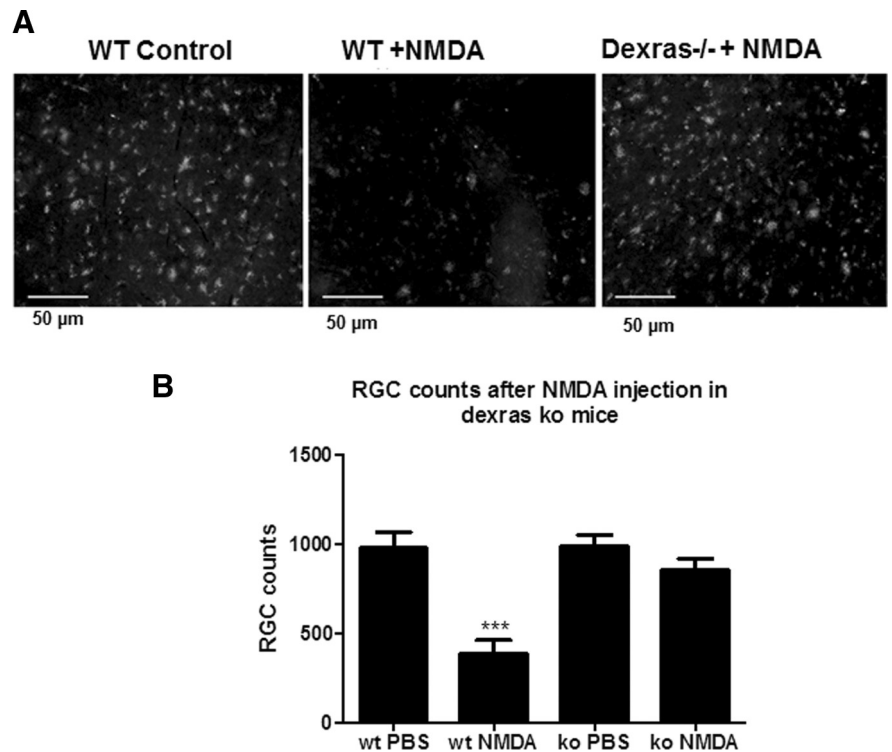 A
WT Control
WT +NMDA
Dexras-/- + NMDA
50 µm
50 µm
50 µm
B
RGC counts after NMDA injection in
dexras ko mice
RGC counts
1500
1000
500
0
***
wt PBS
wt NMDA
ko PBS
ko NMDA